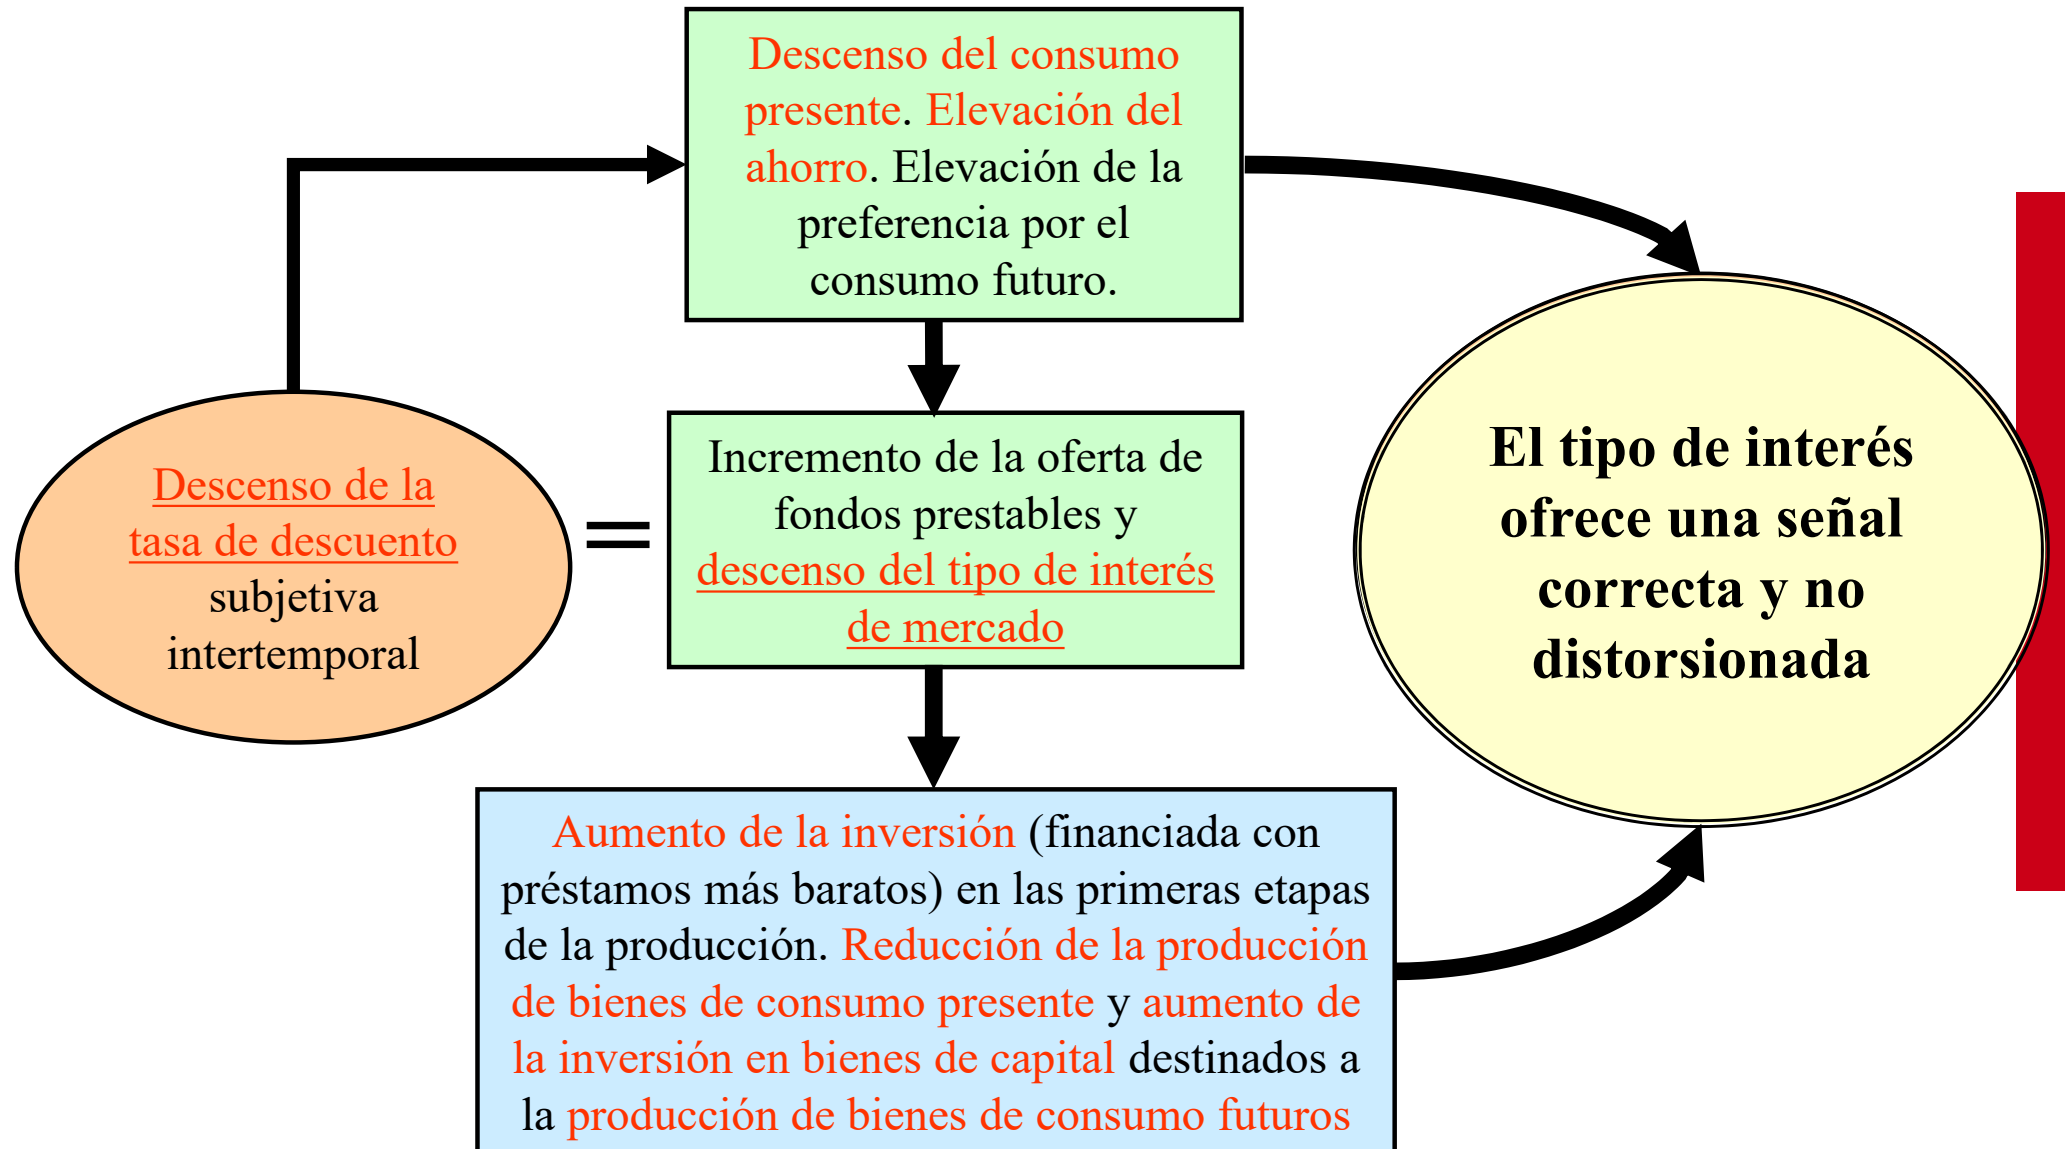 Descenso del consumo
presente. Elevación del
ahorro. Elevación de la
preferencia por el
consumo futuro.
Descenso de la
tasa de descuento
subjetiva
intertemporal
=
Incremento de la oferta de
fondos prestables y
descenso del tipo de interés
de mercado
El tipo de interés
ofrece una señal
correcta y no
distorsionada
Aumento de la inversión (financiada con
préstamos más baratos) en las primeras etapas
de la producción. Reducción de la producción
de bienes de consumo presente y aumento de
la inversión en bienes de capital destinados a
la producción de bienes de consumo futuros